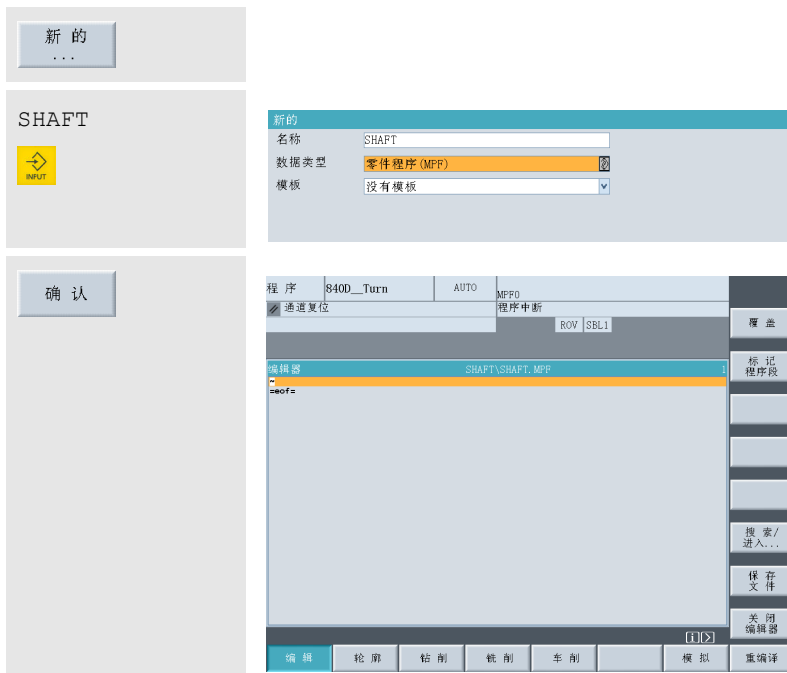 新 的
...
SHAFT
INPUT
新的
名称 SHAFT
数据类型 零件程序(MPF)
模板 没有模板
确 认
程 序 840D__Turn AUTO MPF0
通道复位 程序中断
ROV SBL1
编辑器 SHAFT\SHAFT.MPF 1
~
=eof=
覆 盖
标 记
程序段
搜 索/
进入...
保 存
文 件
关 闭
编辑器
[i][>]
编 辑 轮 廓 钻 削 铣 削 车 削 模 拟 重编译